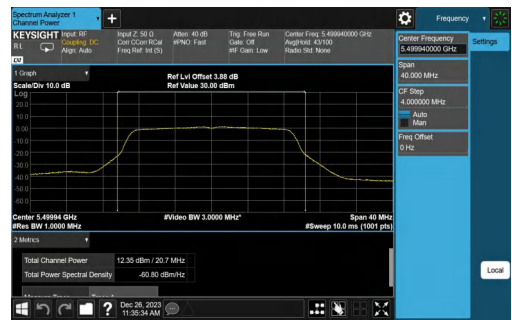 Spectrum Analyzer 1
Channel Power
+
Frequency
KEYSIGHT
RL
Input: RF
Coupling: DC
Align: Auto
Input Z: 50 Ω
Corr CCorr RCal
Freq Ref: Int (S)
Atten: 40 dB
#PNO: Fast
Trig: Free Run
Gate: Off
#IF Gain: Low
Center Freq: 5.499940000 GHz
Avg|Hold: 43/100
Radio Std: None
Center Frequency
5.499940000 GHz
Settings
Span
40.000 MHz
CF Step
4.000000 MHz
Auto
Man
Freq Offset
0 Hz
1 Graph
Scale/Div 10.0 dB
Ref Lvl Offset 3.88 dB
Ref Value 30.00 dBm
Log
20.0
10.0
0.00
-10.0
-20.0
-30.0
-40.0
-50.0
-60.0
Center 5.49994 GHz
#Video BW 3.0000 MHz*
Span 40 MHz
#Res BW 1.0000 MHz
#Sweep 10.0 ms (1001 pts)
2 Metrics
Total Channel Power
12.35 dBm / 20.7 MHz
Total Power Spectral Density
-60.80 dBm/Hz
Local
?
Dec 26, 2023
11:35:34 AM